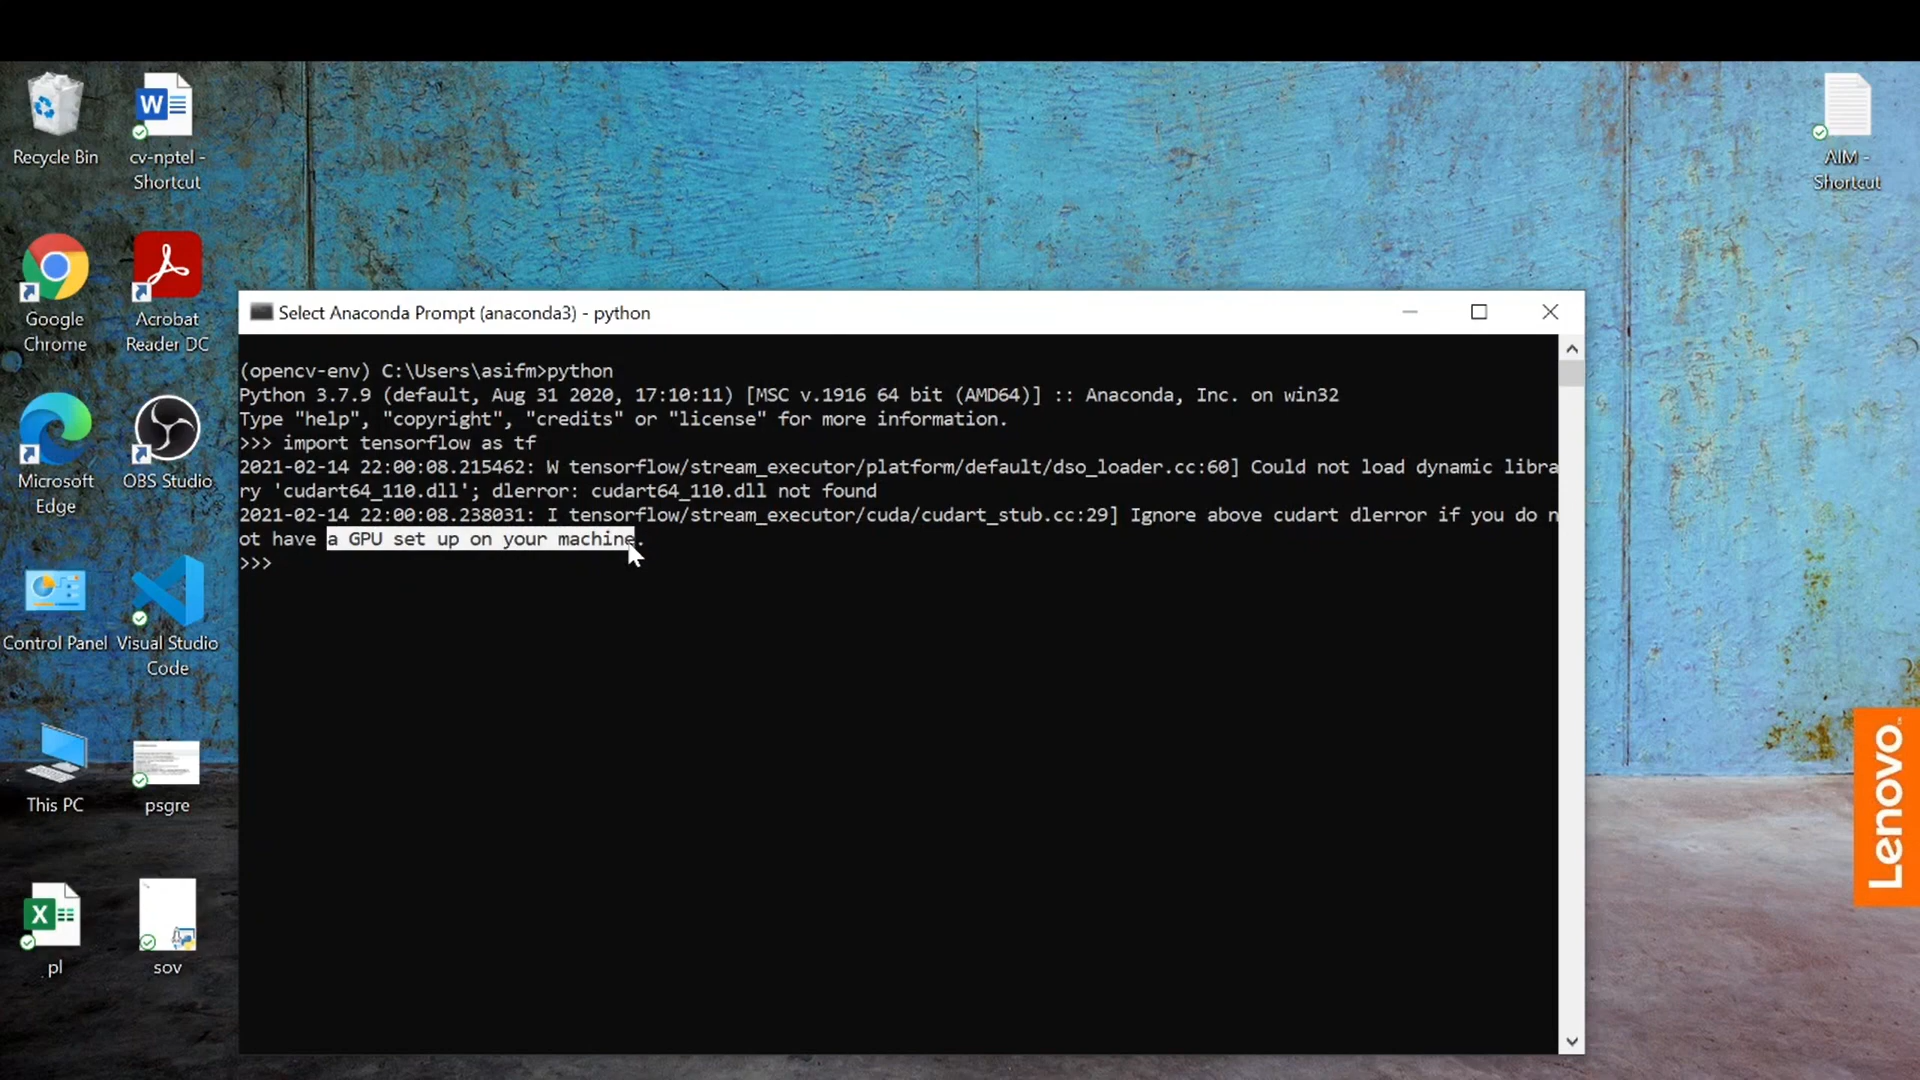 Recycle Bin
cv-nptel -
Shortcut
AIM -
Shortcut
Google
Chrome
Acrobat
Reader DC
Microsoft
Edge
OBS Studio
Control Panel
Visual Studio
Code
This PC
psgre
pl
sov
Select Anaconda Prompt (anaconda3) - python
(opencv-env) C:\Users\asifm>python
Python 3.7.9 (default, Aug 31 2020, 17:10:11) [MSC v.1916 64 bit (AMD64)] :: Anaconda, Inc. on win32
Type "help", "copyright", "credits" or "license" for more information.
>>> import tensorflow as tf
2021-02-14 22:00:08.215462: W tensorflow/stream_executor/platform/default/dso_loader.cc:60] Could not load dynamic libra
ry 'cudart64_110.dll'; dlerror: cudart64_110.dll not found
2021-02-14 22:00:08.238031: I tensorflow/stream_executor/cuda/cudart_stub.cc:29] Ignore above cudart dlerror if you do n
ot have a GPU set up on your machine.
>>>
Lenovo